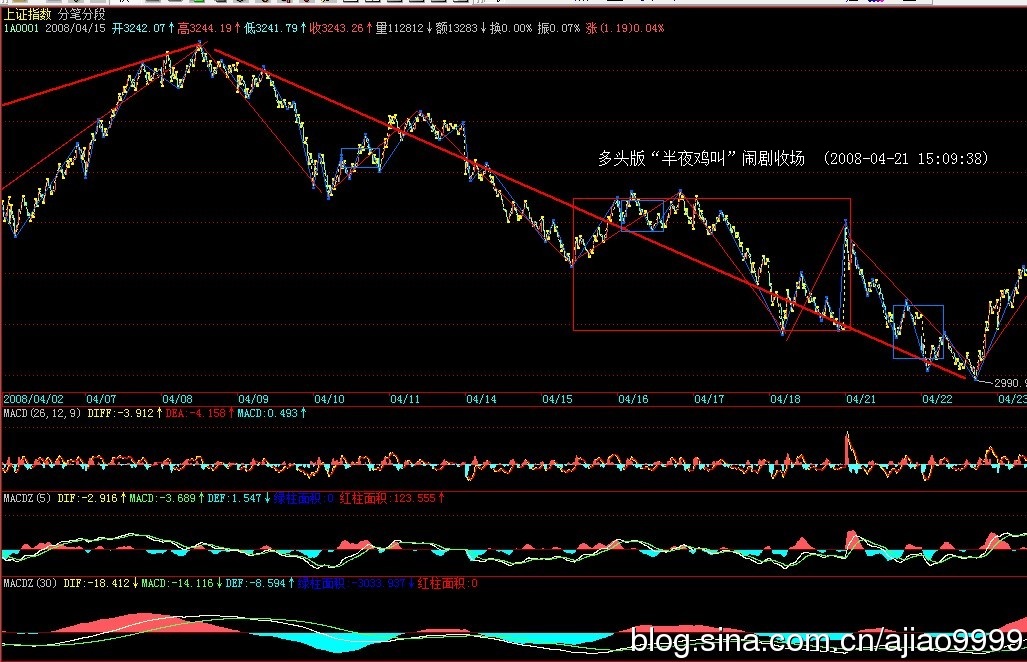 上证指数 分笔分段
1A0001 2008/04/15 开3242.07↑高3244.19↑低3241.79↑收3243.26↑量112812↓额13283↓换0.00% 振0.07% 涨(1.19)0.04%
多头版“半夜鸡叫”闹剧收场 (2008-04-21 15:09:38)
2990.9
2008/04/02 04/07 04/08 04/09 04/10 04/11 04/14 04/15 04/16 04/17 04/18 04/21 04/22 04/23
MACD(26,12,9) DIFF:-3.912↑DEA:-4.158↑MACD:0.493↑
MACDZ(5) DIF:-2.916↑MACD:-3.689↑DEF:1.547↓绿柱面积:0 红柱面积:123.555↑
MACDZ(30) DIF:-18.412↓MACD:-14.116↓DEF:-8.594↑绿柱面积 -3033.937↓红柱面积:0
blog.sina.com.cn/ajiao9999